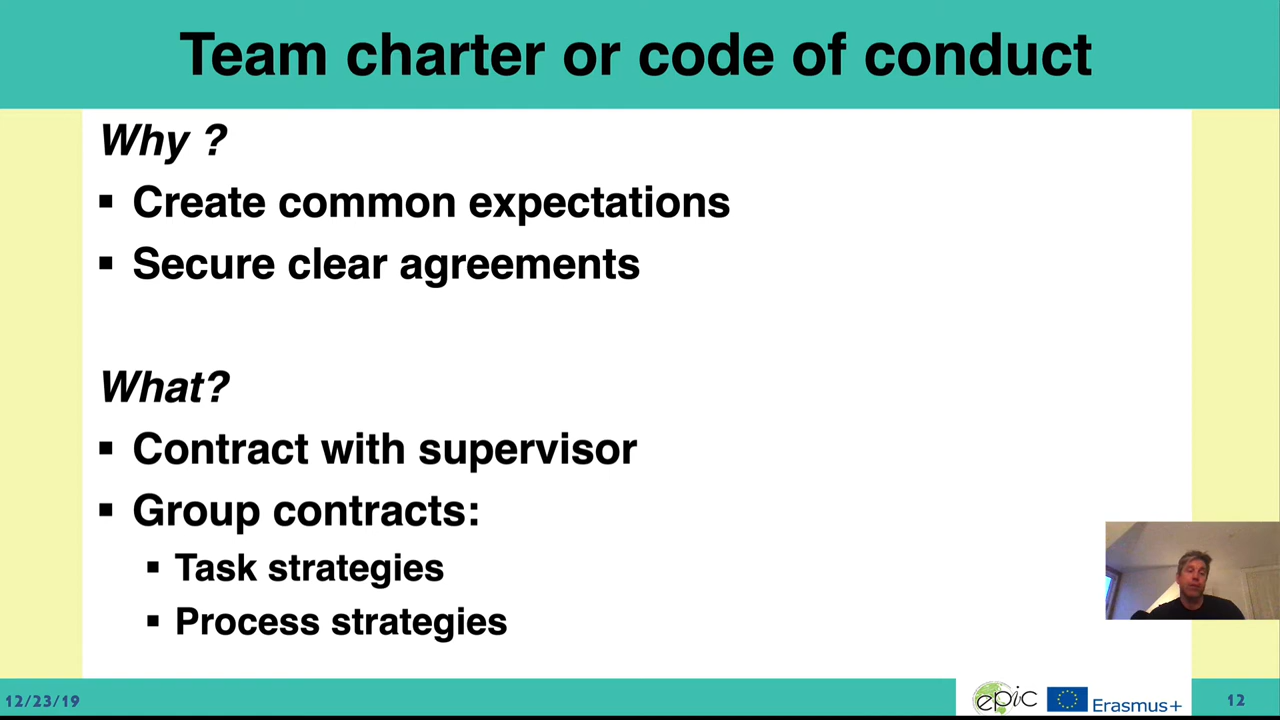 Team charter or code of conduct
Why ?
▪ Create common expectations
▪ Secure clear agreements
What?
▪ Contract with supervisor
▪ Group contracts:
▪ Task strategies
▪ Process strategies
12/23/19
epic
Erasmus+
12